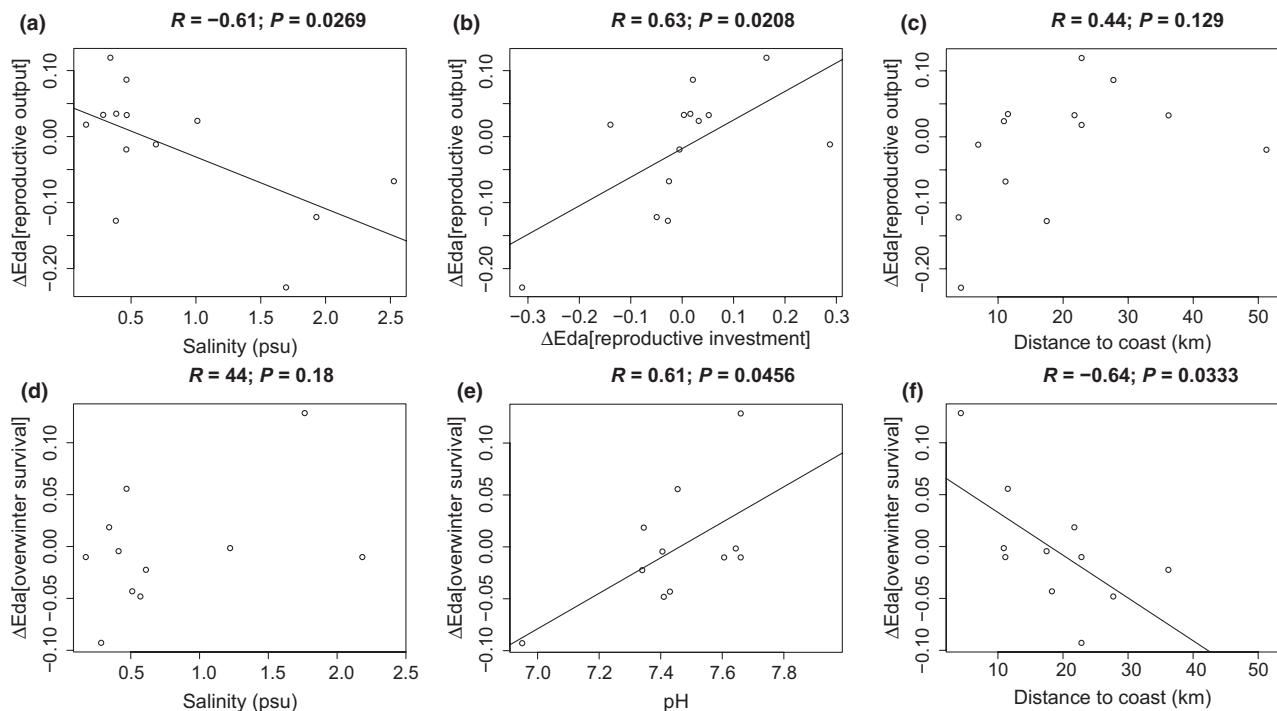 R = −0.61; P = 0.0269
(a)
ΔEda[reproductive output]
0.10
0.00
−0.10
−0.20
0.5 1.0 1.5 2.0 2.5
Salinity (psu)
R = 0.63; P = 0.0208
(b)
ΔEda[reproductive output]
0.10
0.00
−0.10
−0.20
−0.3 −0.2 −0.1 0.0 0.1 0.2 0.3
ΔEda[reproductive investment]
R = 0.44; P = 0.129
(c)
ΔEda[reproductive output]
0.10
0.00
−0.10
−0.20
10 20 30 40 50
Distance to coast (km)
R = 44; P = 0.18
(d)
ΔEda[overwinter survival]
0.10
0.05
0.00
−0.05
−0.10
0.5 1.0 1.5 2.0 2.5
Salinity (psu)
R = 0.61; P = 0.0456
(e)
ΔEda[overwinter survival]
0.10
0.05
0.00
−0.05
−0.10
7.0 7.2 7.4 7.6 7.8
pH
R = −0.64; P = 0.0333
(f)
ΔEda[overwinter survival]
0.10
0.05
0.00
−0.05
−0.10
10 20 30 40 50
Distance to coast (km)